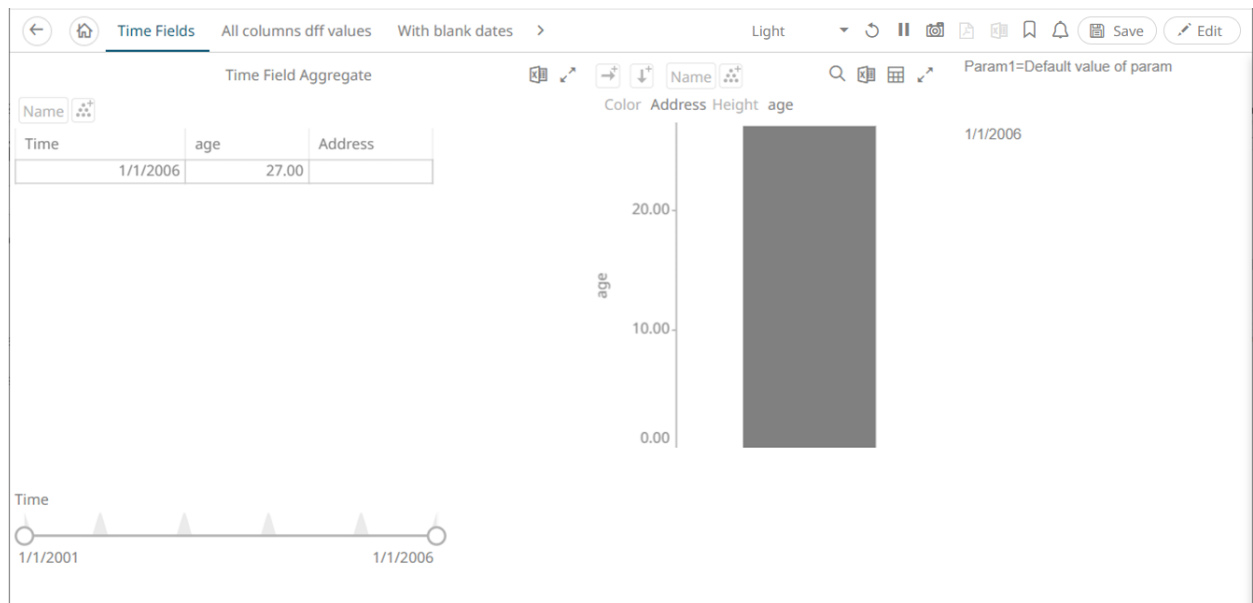 Time Fields All columns dff values With blank dates Light Save Edit
Time Field Aggregate
Name
Time age Address
1/1/2006 27.00
Time
1/1/2001 1/1/2006
Name
Color Address Height age
20.00
10.00
0.00
age
Param1=Default value of param
1/1/2006